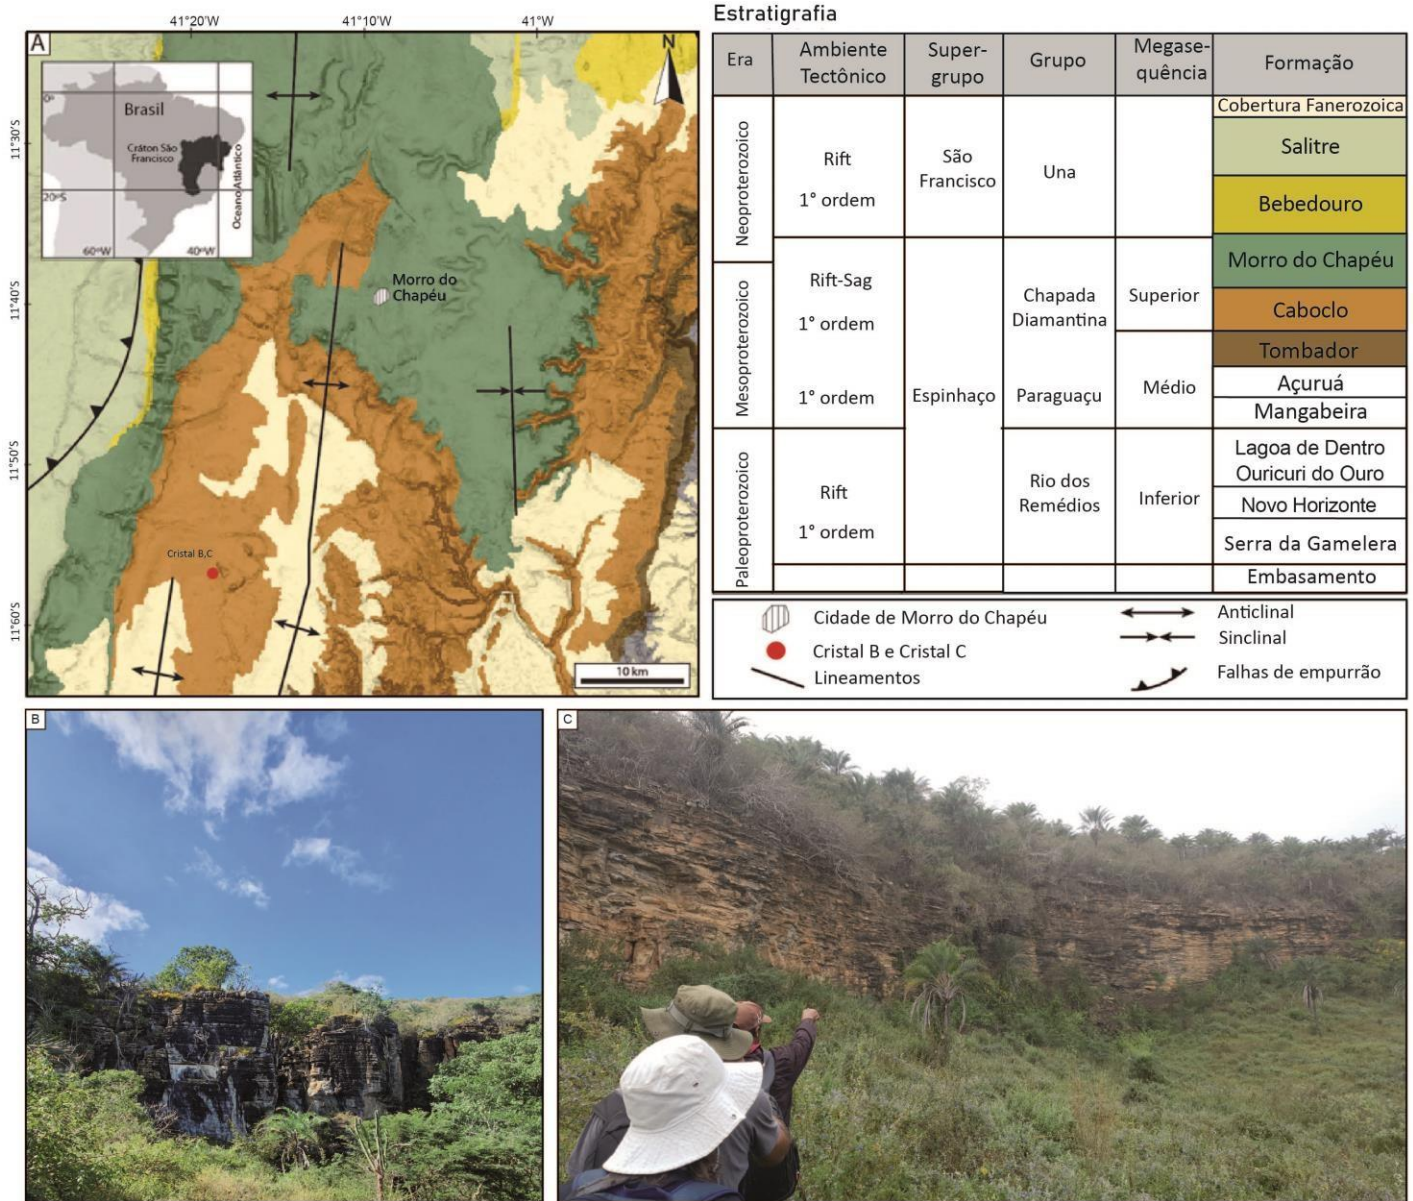 Estratigrafia
41°20'W
41°10'W
41°W
A
N
0°
Brasil
Cráton São
Francisco
Oceano Atlântico
20°S
60°W
40°W
11°30'S
11°40'S
11°50'S
11°60'S
Morro do
Chapéu
Cristal B,C
10 km
Era
Ambiente
Tectônico
Super-
grupo
Grupo
Megase-
quência
Formação
Neoproterozoico
Rift
1° ordem
São
Francisco
Una
Cobertura Fanerozoica
Salitre
Bebedouro
Mesoproterozoico
Rift-Sag
1° ordem
1° ordem
Espinhaço
Chapada
Diamantina
Paraguaçu
Superior
Médio
Morro do Chapéu
Caboclo
Tombador
Açuruá
Mangabeira
Paleoproterozoico
Rift
1° ordem
Rio dos
Remédios
Inferior
Lagoa de Dentro
Ouricuri do Ouro
Novo Horizonte
Serra da Gamelera
Embasamento
Cidade de Morro do Chapéu
Cristal B e Cristal C
Lineamentos
Anticlinal
Sinclinal
Falhas de empurrão
B
C